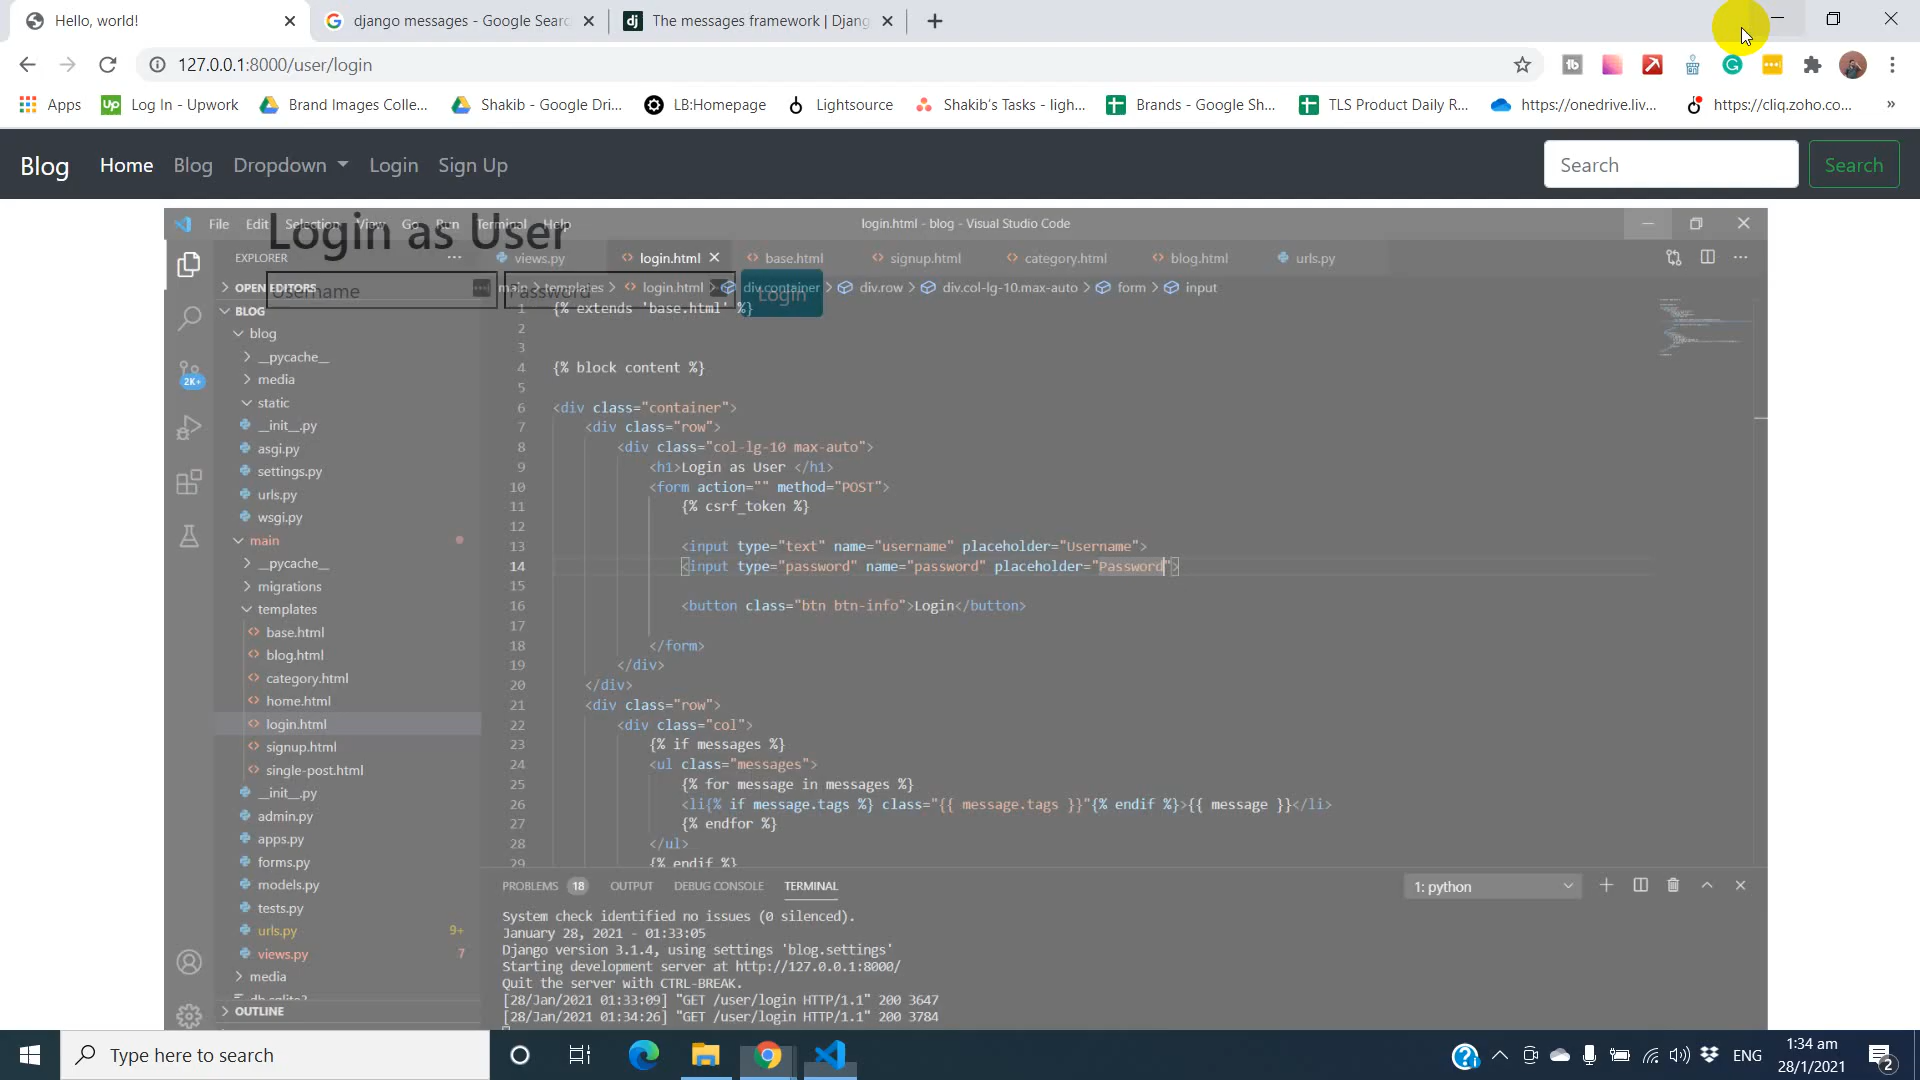 Hello, world!
django messages - Google Searc
The messages framework | Djang
127.0.0.1:8000/user/login
Apps
Log In - Upwork
Brand Images Colle...
Shakib - Google Dri...
LB:Homepage
Lightsource
Shakib's Tasks - ligh...
Brands - Google Sh...
TLS Product Daily R...
https://onedrive.liv...
https://cliq.zoho.co...
»
Blog
Home
Blog
Dropdown
Login
Sign Up
Search
Search
File Edit Selection View Go Run Terminal Help
login.html - blog - Visual Studio Code
Login as User
EXPLORER
views.py
login.html
base.html
signup.html
category.html
blog.html
urls.py
Username
Password
Login
main > templates > login.html > div.container > div.row > div.col-lg-10.max-auto > form > input
OPEN EDITORS
BLOG
blog
__pycache__
media
static
__init__.py
asgi.py
settings.py
urls.py
wsgi.py
main
__pycache__
migrations
templates
base.html
blog.html
category.html
home.html
login.html
signup.html
single-post.html
__init__.py
admin.py
apps.py
forms.py
models.py
tests.py
urls.py 9+
views.py 7
media
db.sqlite3
OUTLINE
2K+
1 {% extends 'base.html' %}
2
3
4 {% block content %}
5
6 <div class="container">
7 <div class="row">
8 <div class="col-lg-10 max-auto">
9 <h1>Login as User </h1>
10 <form action="" method="POST">
11 {% csrf_token %}
12
13 <input type="text" name="username" placeholder="Username">
14 <input type="password" name="password" placeholder="Password">
15
16 <button class="btn btn-info">Login</button>
17
18 </form>
19 </div>
20 </div>
21 <div class="row">
22 <div class="col">
23 {% if messages %}
24 <ul class="messages">
25 {% for message in messages %}
26 <li{% if message.tags %} class="{{ message.tags }}"{% endif %}>{{ message }}</li>
27 {% endfor %}
28 </ul>
29 {% endif %}
PROBLEMS 18 OUTPUT DEBUG CONSOLE TERMINAL
1: python
System check identified no issues (0 silenced).
January 28, 2021 - 01:33:05
Django version 3.1.4, using settings 'blog.settings'
Starting development server at http://127.0.0.1:8000/
Quit the server with CTRL-BREAK.
[28/Jan/2021 01:33:09] "GET /user/login HTTP/1.1" 200 3647
[28/Jan/2021 01:34:26] "GET /user/login HTTP/1.1" 200 3784
Type here to search
ENG
1:34 am
28/1/2021
2